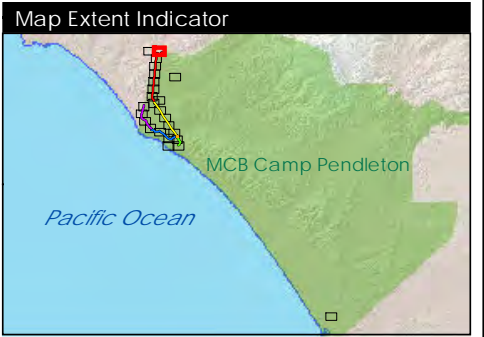 Map Extent Indicator
MCB Camp Pendleton
Pacific Ocean